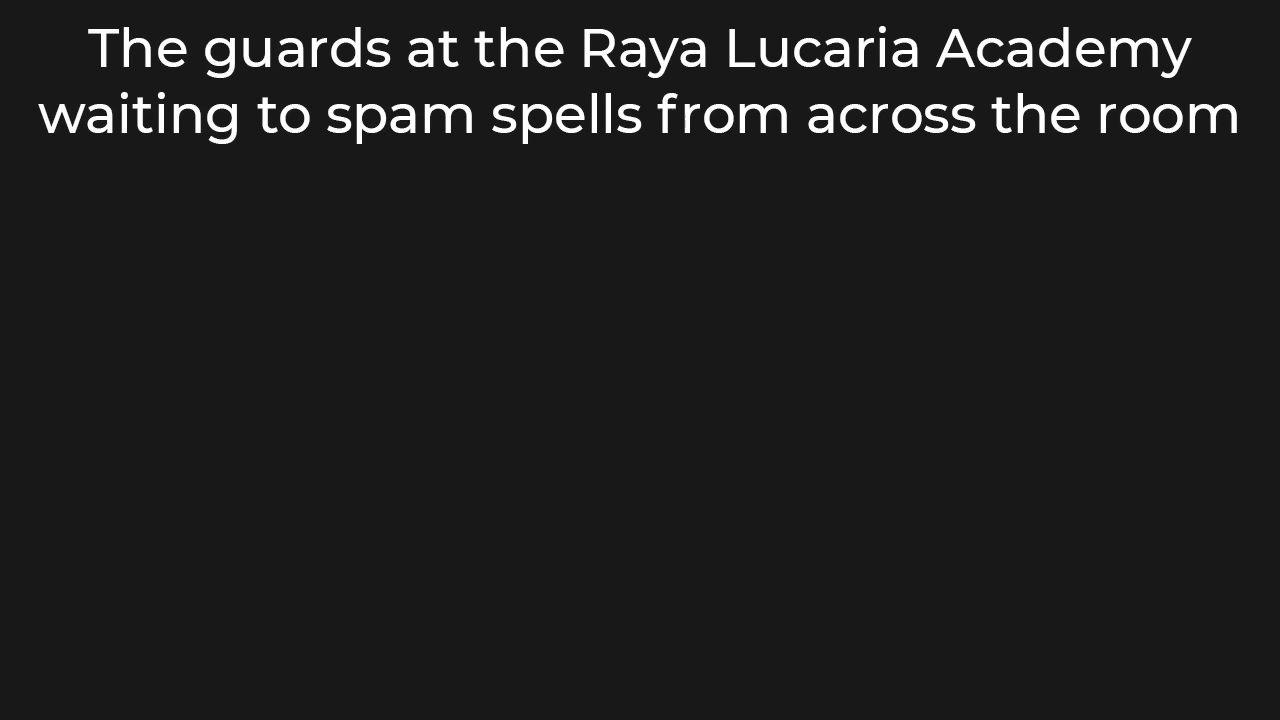 The guards at the Raya Lucaria Academy
waiting to spam spells from across the room